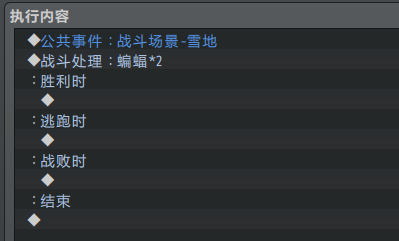 执行内容
◆公共事件：战斗场景-雪地
◆战斗处理：蝙蝠*2
：胜利时
◆
：逃跑时
◆
：战败时
◆
：结束
◆